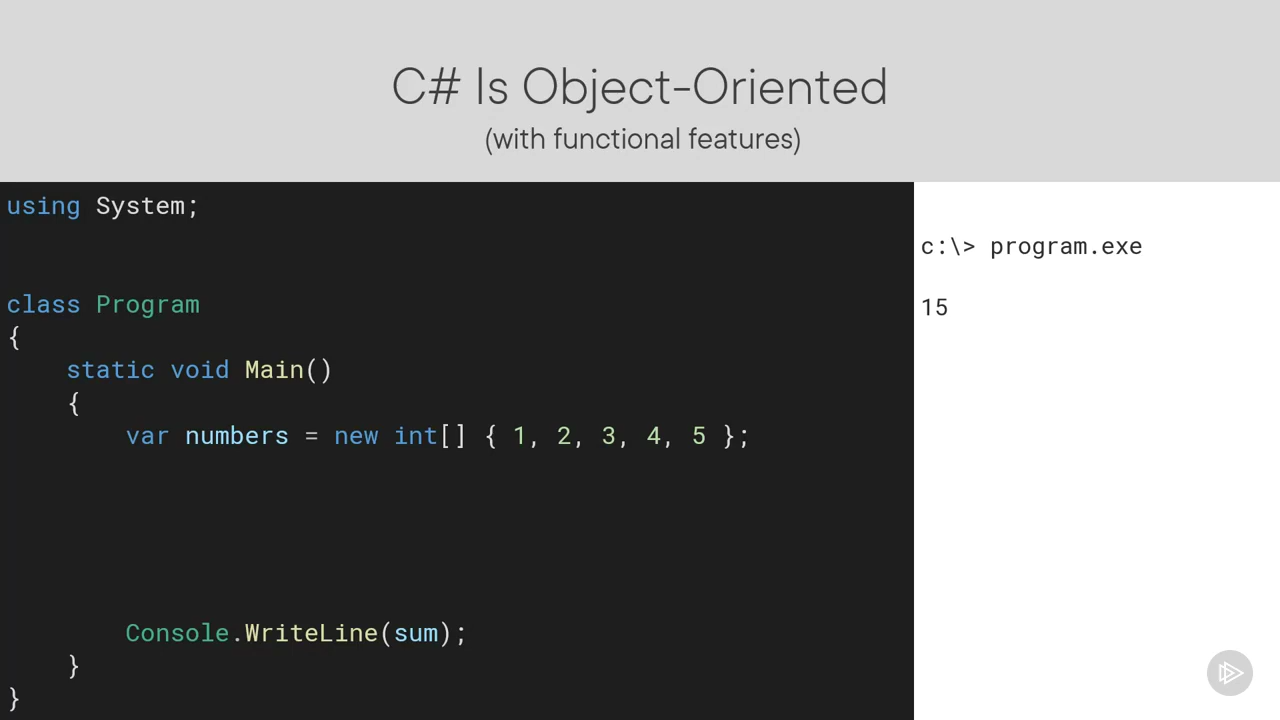 C# Is Object-Oriented
(with functional features)
using System;
class Program
{
    static void Main()
    {
        var numbers = new int[] { 1, 2, 3, 4, 5 };
        Console.WriteLine(sum);
    }
}
c:\> program.exe
15